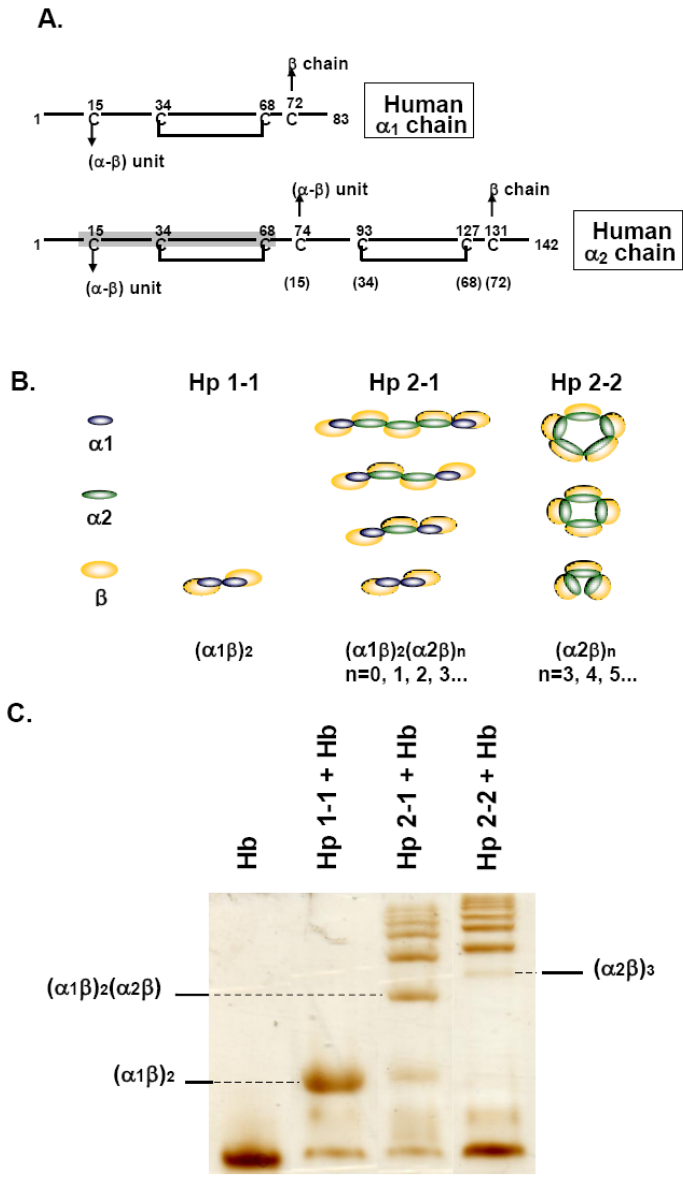 A.
β chain
15 34 68 72
1 C C C C 83
(α-β) unit
Human
α1 chain
(α-β) unit β chain
15 34 68 74 93 127 131
1 C C C C C C C 142
(α-β) unit (15) (34) (68) (72)
Human
α2 chain
B.
Hp 1-1 Hp 2-1 Hp 2-2
α1
α2
β
(α1β)2 (α1β)2(α2β)n (α2β)n
n=0, 1, 2, 3... n=3, 4, 5...
C.
Hb
Hp 1-1 + Hb
Hp 2-1 + Hb
Hp 2-2 + Hb
(α2β)3
(α1β)2(α2β)
(α1β)2